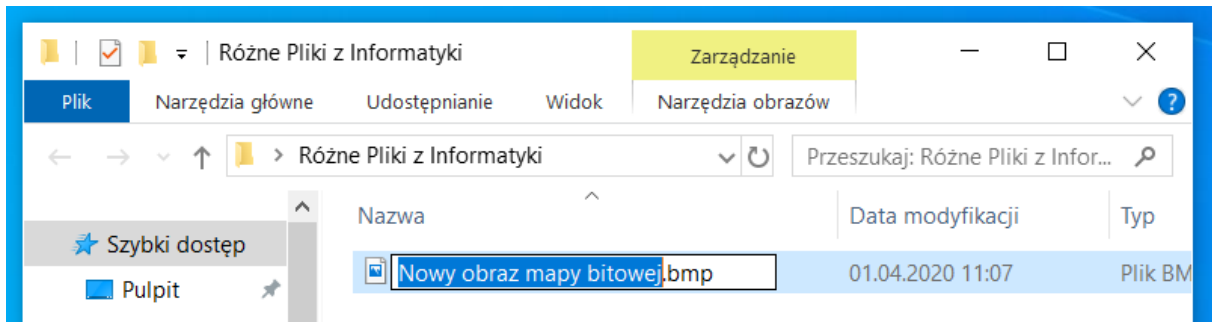 Różne Pliki z Informatyki
Zarządzanie
Plik Narzędzia główne Udostępnianie Widok Narzędzia obrazów
Różne Pliki z Informatyki Przeszukaj: Różne Pliki z Infor...
Nazwa Data modyfikacji Typ
Szybki dostęp
Nowy obraz mapy bitowej.bmp 01.04.2020 11:07 Plik BM
Pulpit